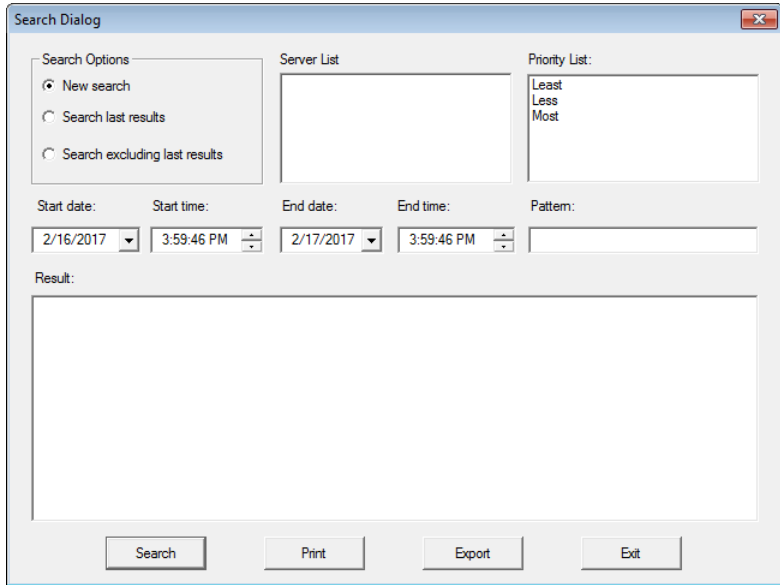 Search Dialog
Search Options
New search
Search last results
Search excluding last results
Server List
Priority List:
Least
Less
Most
Start date:
Start time:
End date:
End time:
Pattern:
2/16/2017
3:59:46 PM
2/17/2017
3:59:46 PM
Result:
Search
Print
Export
Exit